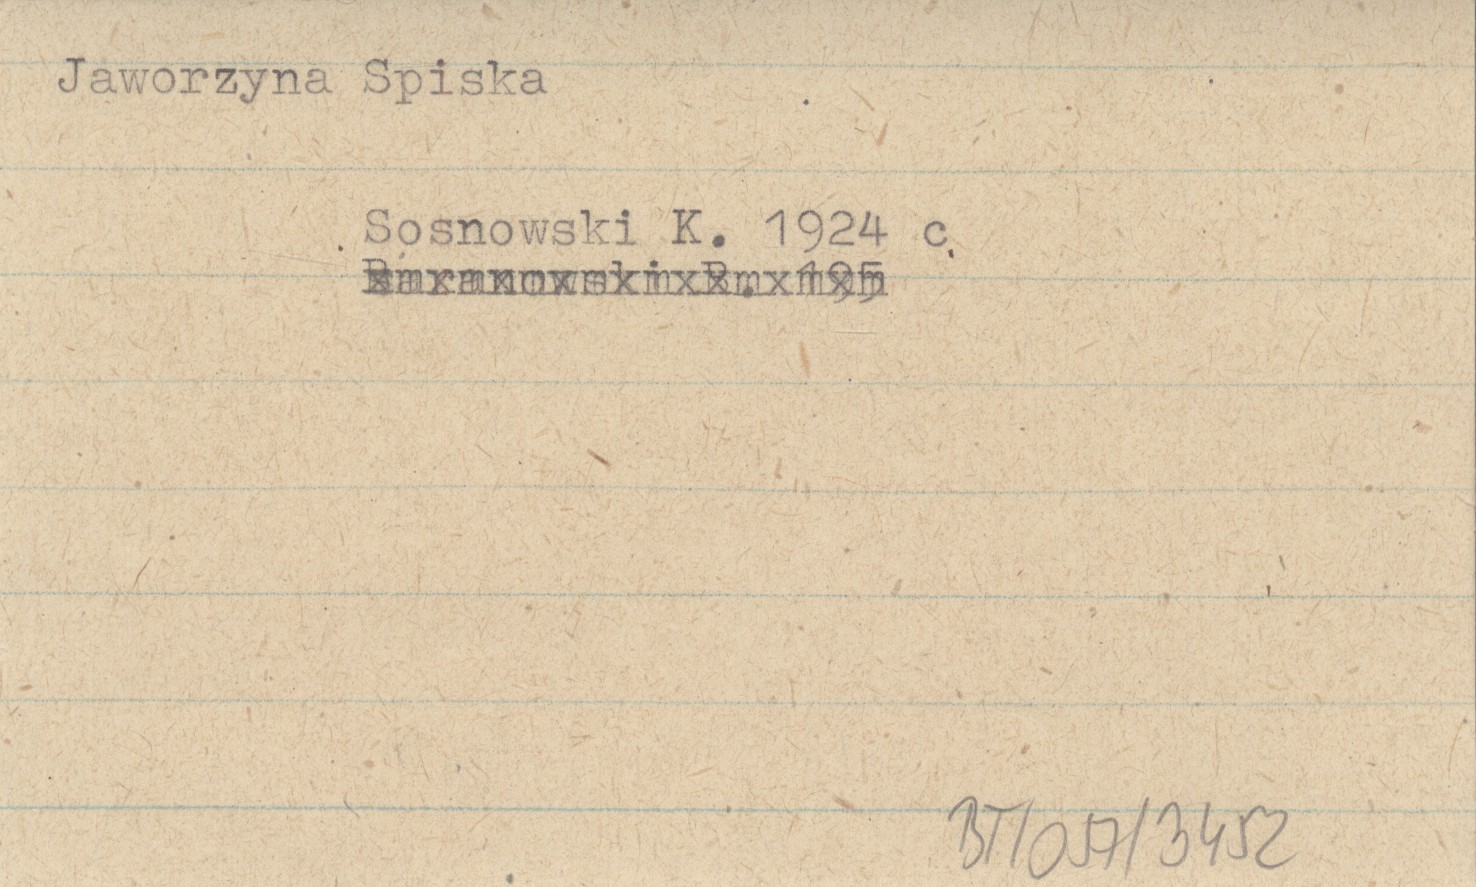 Jaworzyna Spiska
Sosnowski K. 1924 c
BT/057/3452